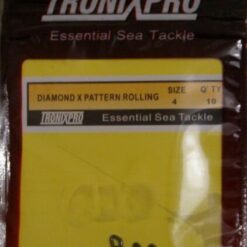 TRONIXPRO
Essential Sea Tackle
DIAMOND X PATTERN ROLLING SIZE Q'TY
4 10
TRONIXPRO Essential Sea Tackle